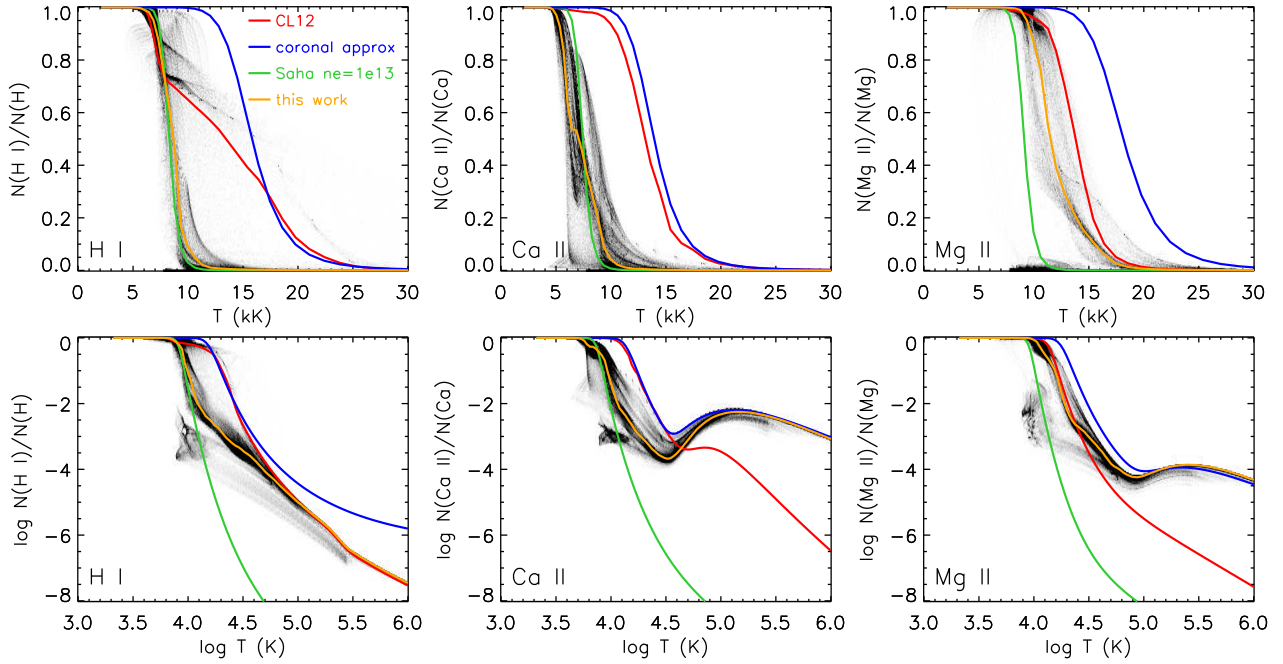 1.0
0.8
0.6
0.4
0.2
0.0
N(H I)/N(H)
CL12
coronal approx
Saha ne=1e13
this work
H I
0 5 10 15 20 25 30
T (kK)
1.0
0.8
0.6
0.4
0.2
0.0
N(Ca II)/N(Ca)
Ca II
0 5 10 15 20 25 30
T (kK)
1.0
0.8
0.6
0.4
0.2
0.0
N(Mg II)/N(Mg)
Mg II
0 5 10 15 20 25 30
T (kK)
0
-2
-4
-6
-8
log N(H I)/N(H)
H I
3.0 3.5 4.0 4.5 5.0 5.5 6.0
log T (K)
0
-2
-4
-6
-8
log N(Ca II)/N(Ca)
Ca II
3.0 3.5 4.0 4.5 5.0 5.5 6.0
log T (K)
0
-2
-4
-6
-8
log N(Mg II)/N(Mg)
Mg II
3.0 3.5 4.0 4.5 5.0 5.5 6.0
log T (K)